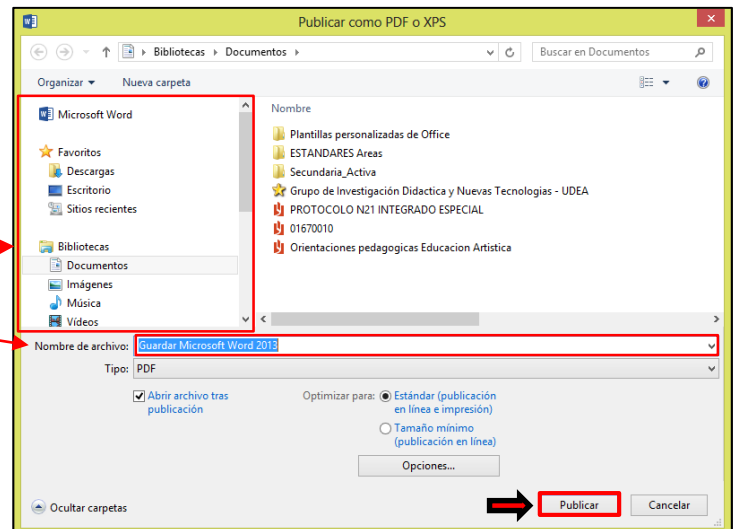 Publicar como PDF o XPS
Bibliotecas Documentos
Buscar en Documentos
Organizar
Nueva carpeta
Microsoft Word
Favoritos
Descargas
Escritorio
Sitios recientes
Bibliotecas
Documentos
Imágenes
Música
Vídeos
Nombre
Plantillas personalizadas de Office
ESTANDARES Areas
Secundaria_Activa
Grupo de Investigación Didactica y Nuevas Tecnologias - UDEA
PROTOCOLO N21 INTEGRADO ESPECIAL
01670010
Orientaciones pedagogicas Educacion Artistica
Nombre de archivo: Guardar Microsoft Word 2013
Tipo: PDF
Abrir archivo tras
publicación
Optimizar para:
Estándar (publicación
en línea e impresión)
Tamaño mínimo
(publicación en línea)
Opciones...
Ocultar carpetas
Publicar
Cancelar